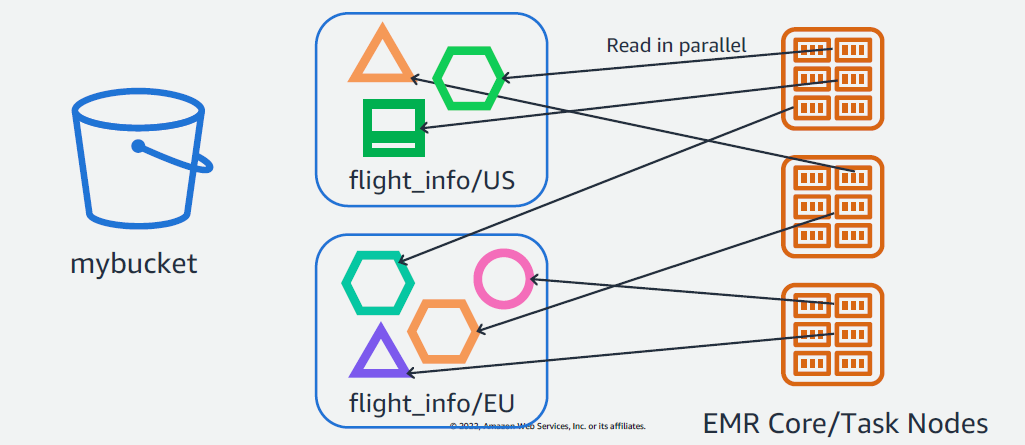 Read in parallel
flight_info/US
mybucket
flight_info/EU
© 2022, Amazon Web Services, Inc. or its affiliates.
EMR Core/Task Nodes